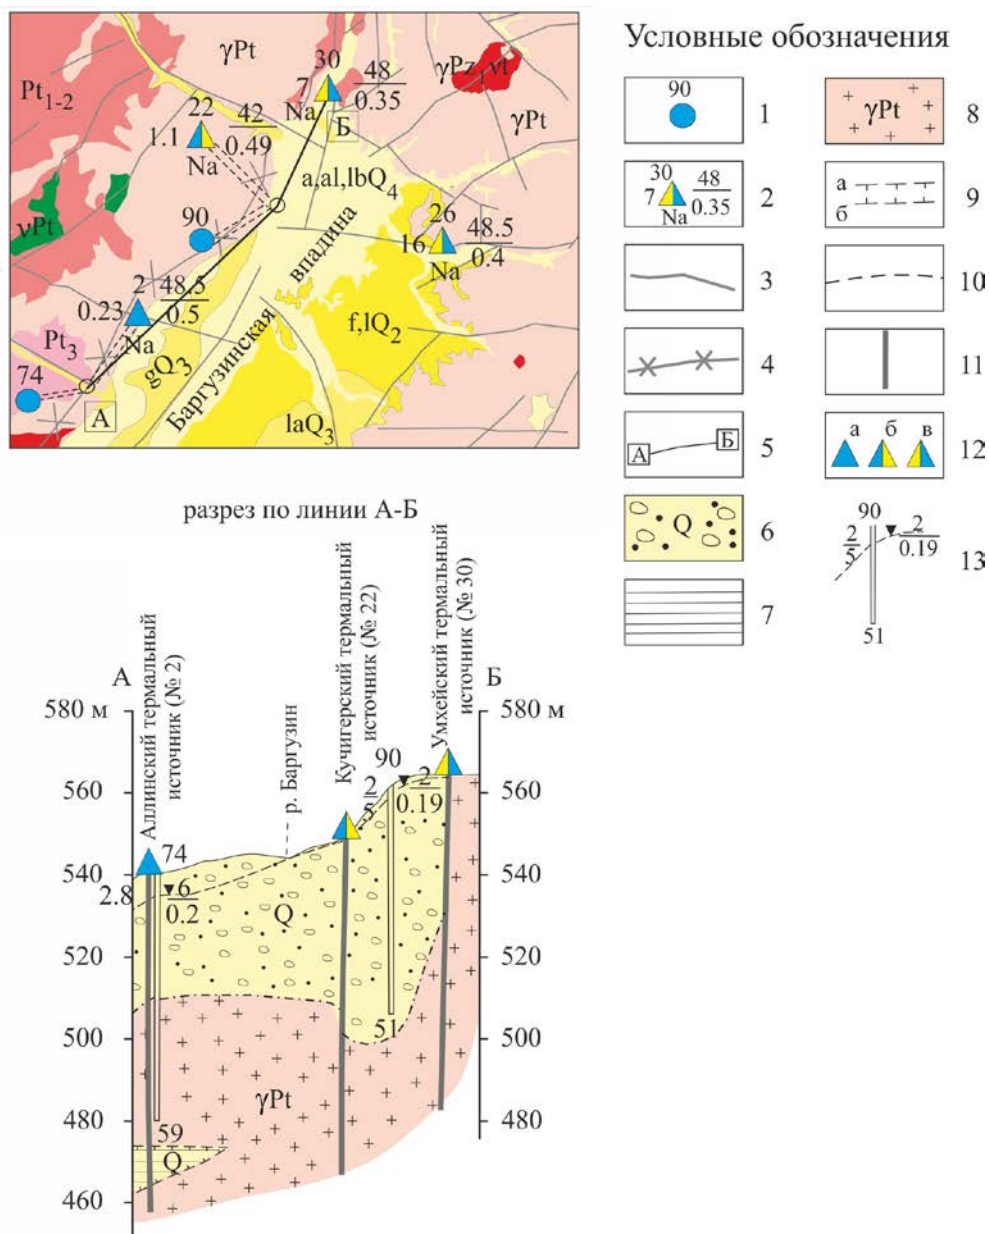 Условные обозначения
γPt
Pt₁₋₂
30
48
0.35
7
Na
Б
22
42
0.49
1.1
Na
γPz₁vt
γPt
νPt
90
a,al,lbQ₄
впадина
26
48.5
0.4
16
Na
2
48.5
0.5
0.23
Na
Pt₃
gQ₃
Баргузинская
f,lQ₂
74
А
laQ₃
90
1
30
7
48
0.35
Na
2
3
4
А
Б
5
Q
6
7
γPt
8
а
б
9
10
11
а б в
12
90
2
5
2
0.19
51
13
разрез по линии А-Б
Аллинский термальный
источник (№ 2)
р. Баргузин
Кучигерский термальный
источник (№ 22)
Умхейский термальный
источник (№ 30)
А
Б
580 м
580 м
560
560
540
540
520
520
500
500
480
480
460
74
2.8
6
0.2
Q
2
5
90
2
0.19
51
γPt
59
Q